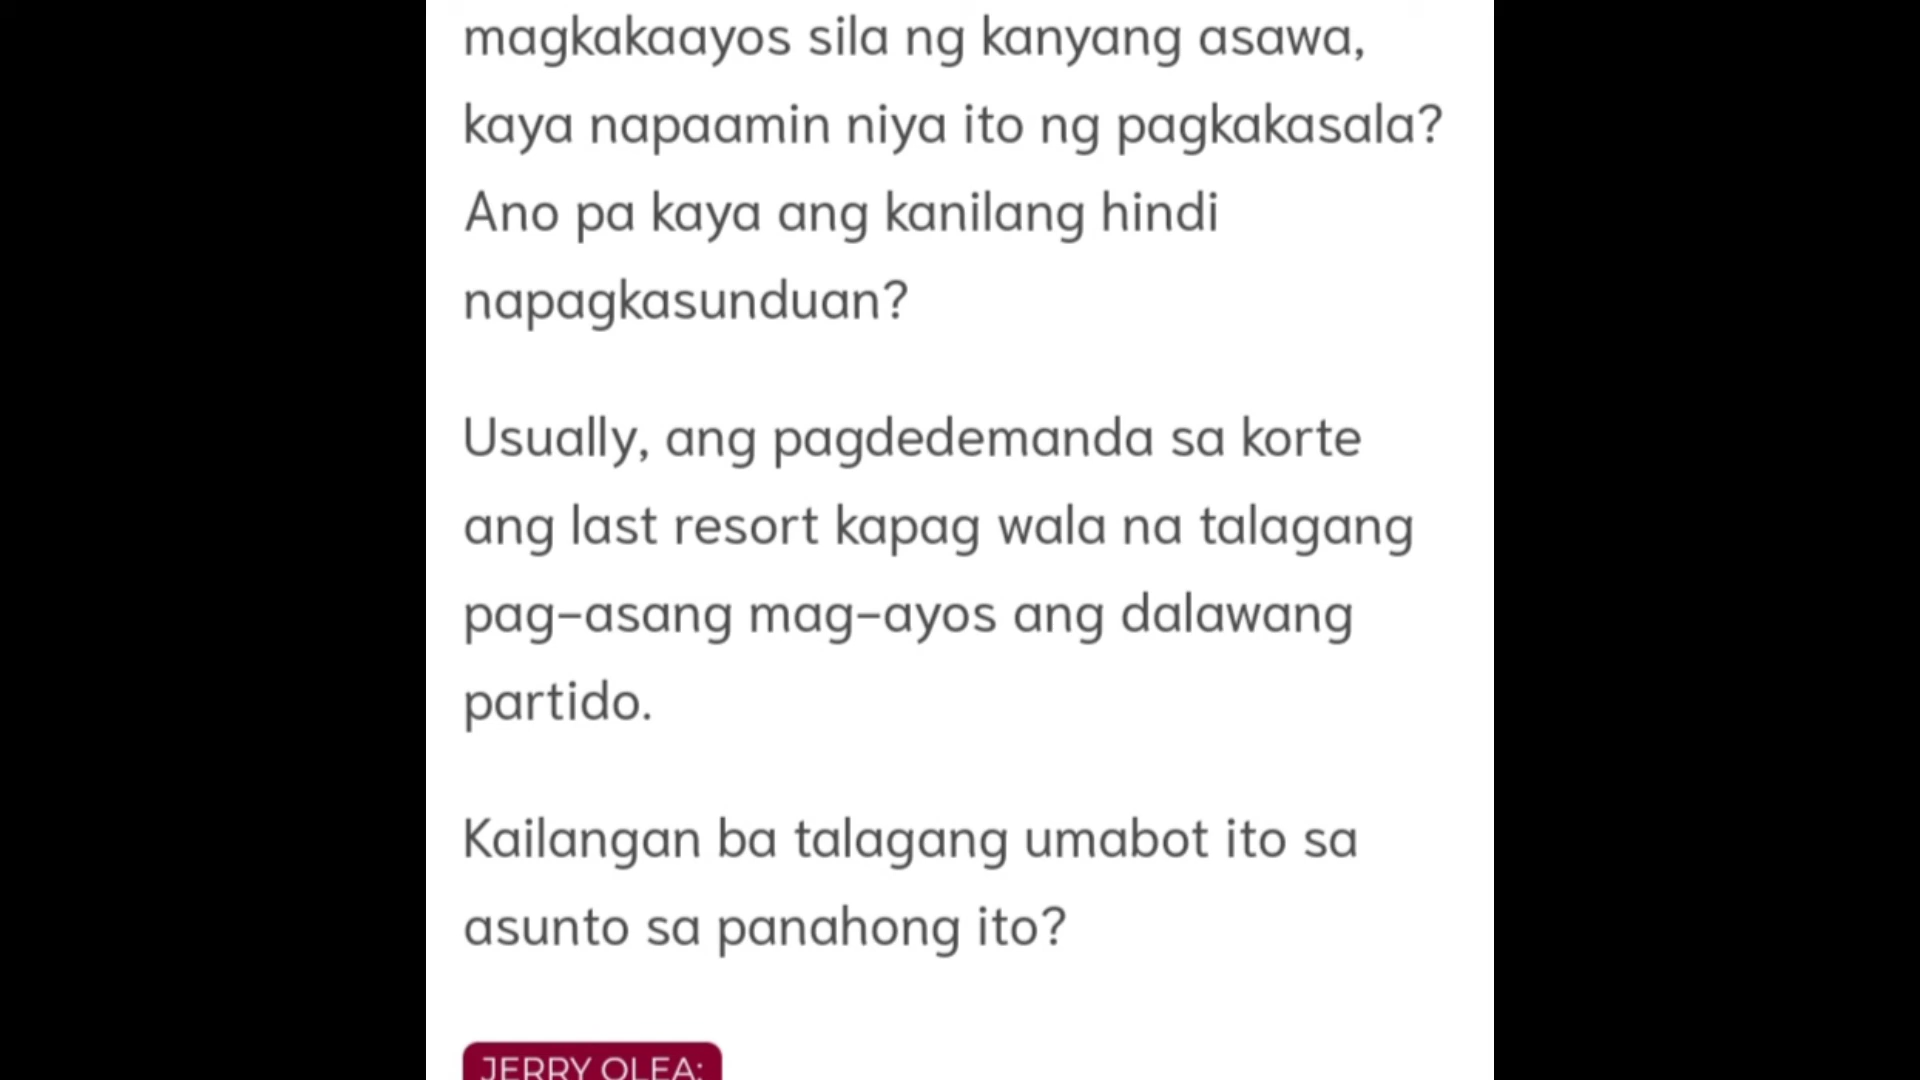 magkakaayos sila ng kanyang asawa,
kaya napaamin niya ito ng pagkakasala?
Ano pa kaya ang kanilang hindi
napagkasunduan?
Usually, ang pagdedemanda sa korte
ang last resort kapag wala na talagang
pag-asang mag-ayos ang dalawang
partido.
Kailangan ba talagang umabot ito sa
asunto sa panahong ito?
JERRY OLEA: